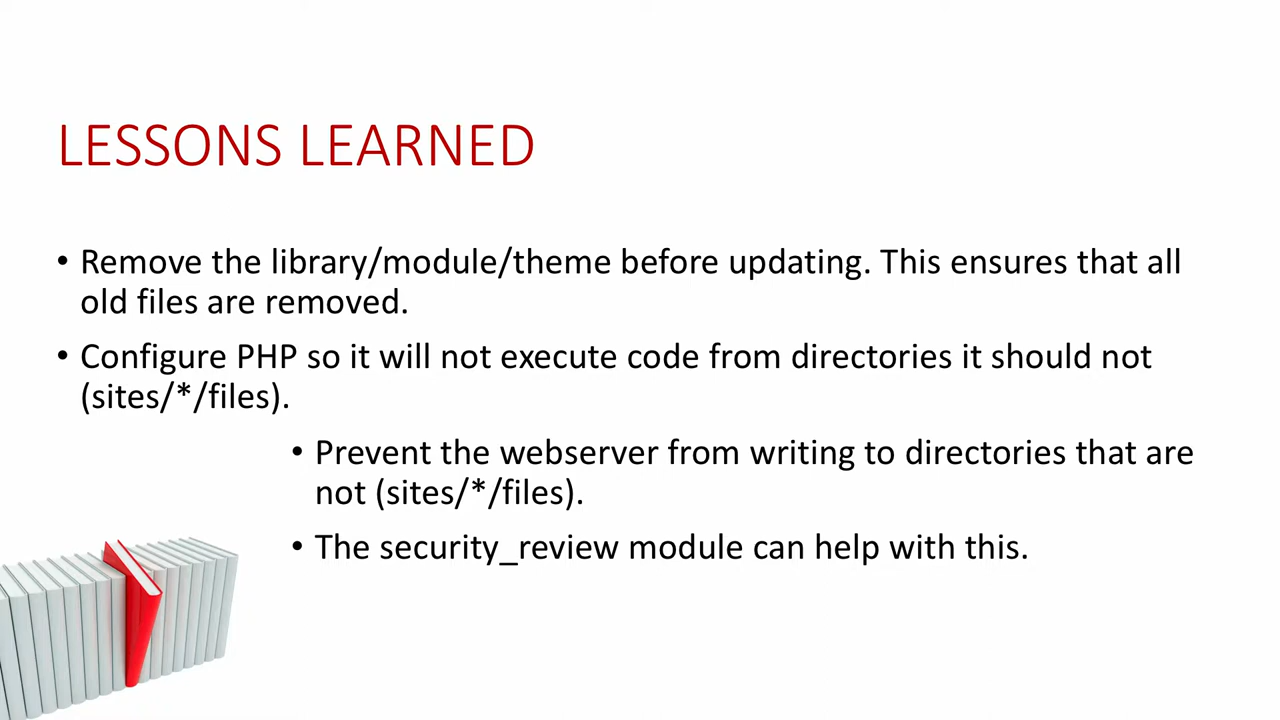 LESSONS LEARNED
• Remove the library/module/theme before updating. This ensures that all
old files are removed.
• Configure PHP so it will not execute code from directories it should not
(sites/*/files).
• Prevent the webserver from writing to directories that are
not (sites/*/files).
• The security_review module can help with this.